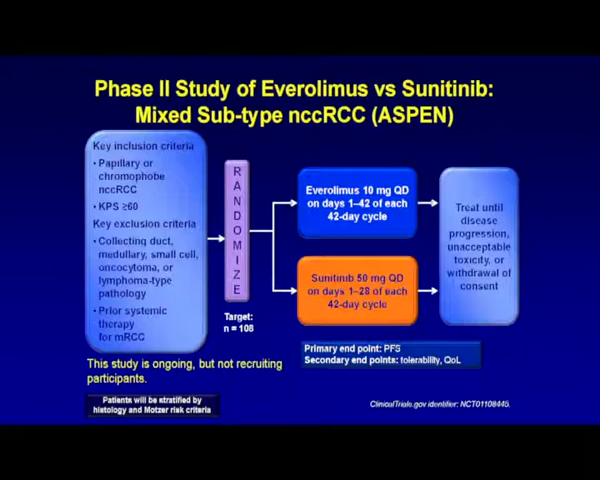 Phase II Study of Everolimus vs Sunitinib:
Mixed Sub-type nccRCC (ASPEN)
Key inclusion criteria
• Papillary or
chromophobe
nccRCC
• KPS ≥60
Key exclusion criteria
• Collecting duct,
medullary, small cell,
oncocytoma, or
lymphoma-type
pathology
• Prior systemic
therapy
for mRCC
RANDOMIZE
Target:
n = 108
Everolimus 10 mg QD
on days 1–42 of each
42-day cycle
Sunitinib 50 mg QD
on days 1–28 of each
42-day cycle
Treat until
disease
progression,
unacceptable
toxicity, or
withdrawal of
consent
Primary end point: PFS
Secondary end points: tolerability, QoL
This study is ongoing, but not recruiting
participants.
Patients will be stratified by
histology and Motzer risk criteria
ClinicalTrials.gov identifier: NCT01108445.